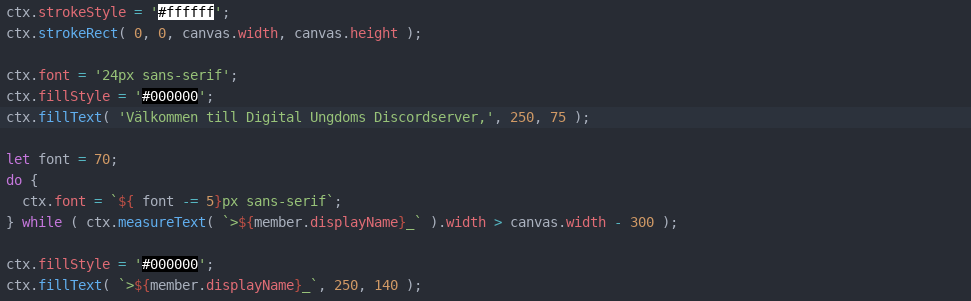 ctx.strokeStyle = '#ffffff';
ctx.strokeRect( 0, 0, canvas.width, canvas.height );
ctx.font = '24px sans-serif';
ctx.fillStyle = '#000000';
ctx.fillText( 'Välkommen till Digital Ungdoms Discordserver,', 250, 75 );
let font = 70;
do {
  ctx.font = `${ font -= 5}px sans-serif`;
} while ( ctx.measureText( `>${member.displayName}_` ).width > canvas.width - 300 );
ctx.fillStyle = '#000000';
ctx.fillText( `>${member.displayName}_`, 250, 140 );